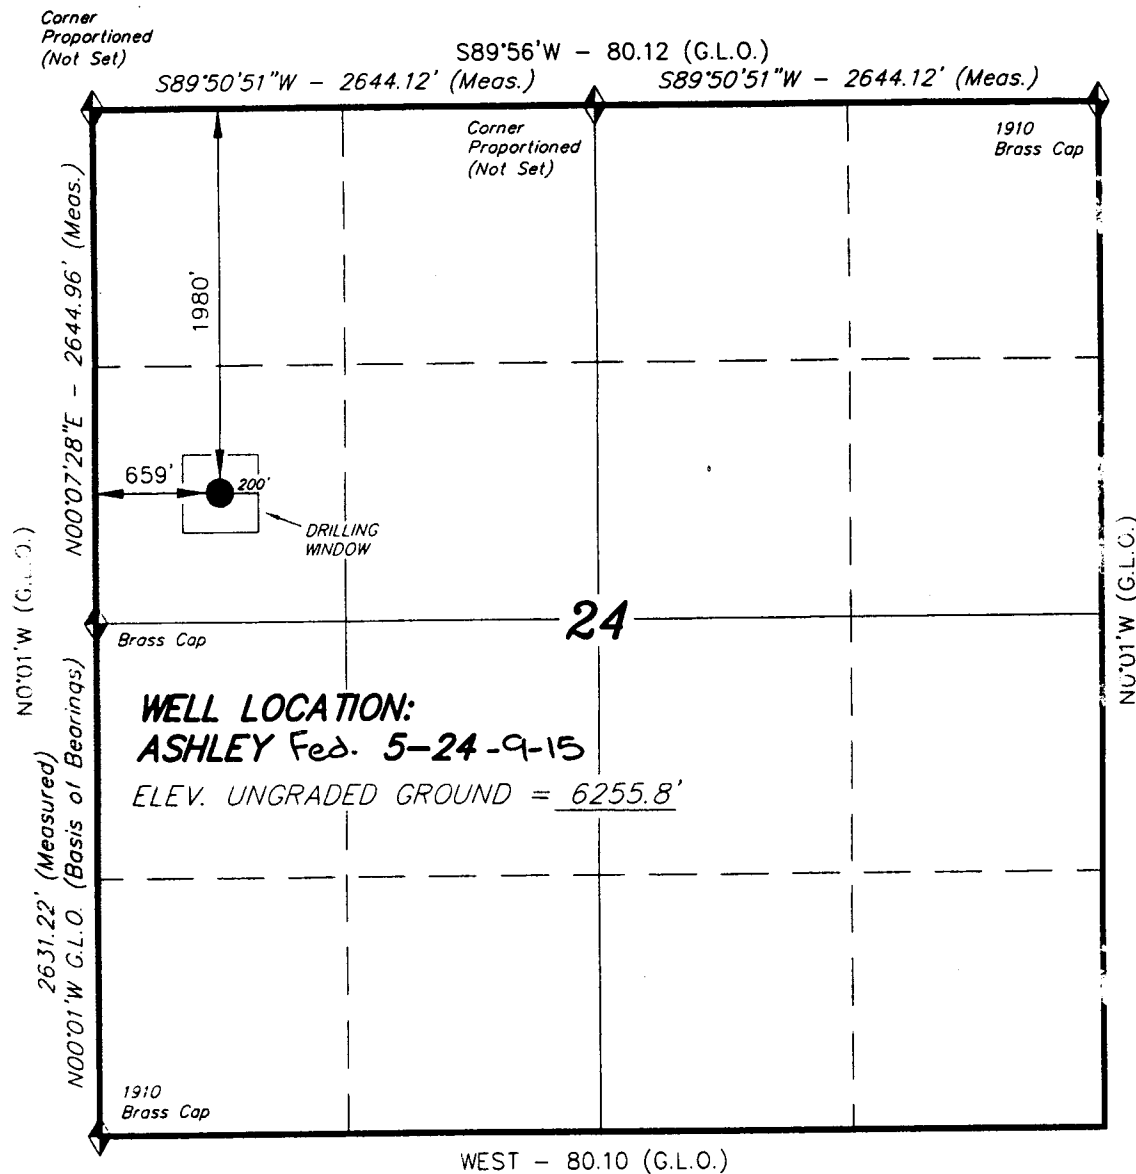 Corner
Proportioned
(Not Set)
S89°56'W - 80.12 (G.L.O.)
S89°50'51"W - 2644.12' (Meas.)
S89°50'51"W - 2644.12' (Meas.)
Corner
Proportioned
(Not Set)
1910
Brass Cap
N00°07'28"E - 2644.96' (Meas.)
1980'
659'
200'
DRILLING
WINDOW
N0°01'W (G.L.O.)
N0°01'W (G.L.O.)
24
Brass Cap
WELL LOCATION:
ASHLEY Fed. 5-24-9-15
ELEV. UNGRADED GROUND = 6255.8'
2631.22' (Measured)
N00°01'W G.L.O. (Basis of Bearings)
1910
Brass Cap
WEST - 80.10 (G.L.O.)